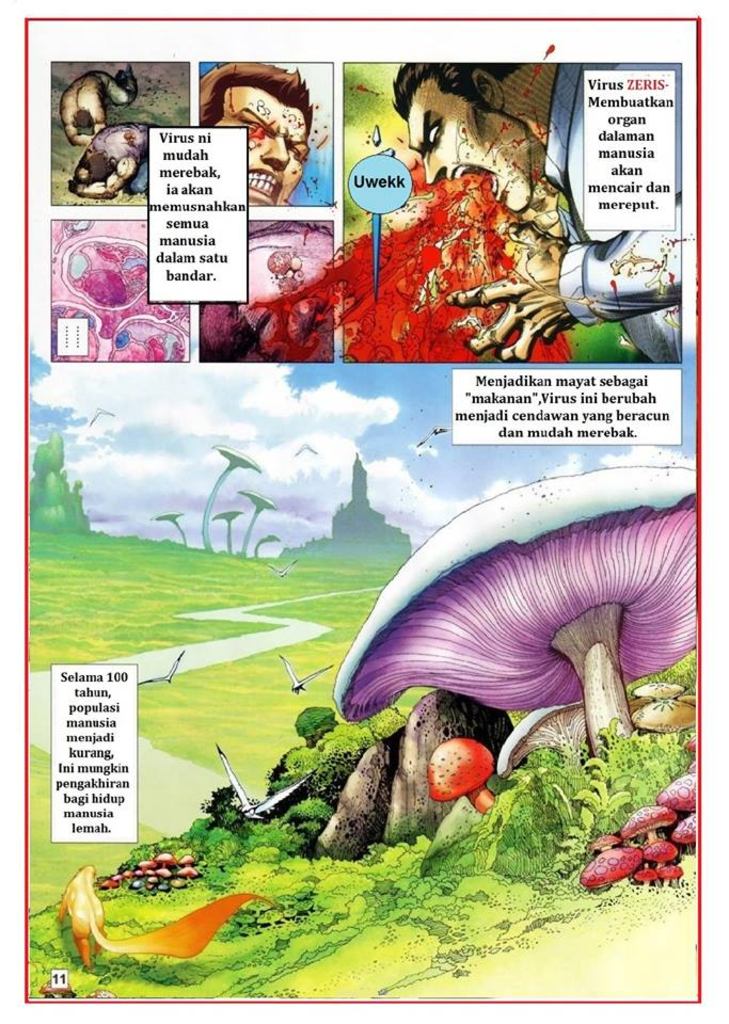 Virus ni
mudah
merebak,
ia akan
memusnahkan
semua
manusia
dalam satu
bandar.
Uwekk
Virus ZERIS-
Membuatkan
organ
dalaman
manusia
akan
mencair dan
mereput.
Menjadikan mayat sebagai
"makanan",Virus ini berubah
menjadi cendawan yang beracun
dan mudah merebak.
Selama 100
tahun,
populasi
manusia
menjadi
kurang,
Ini mungkin
pengakhiran
bagi hidup
manusia
lemah.
11